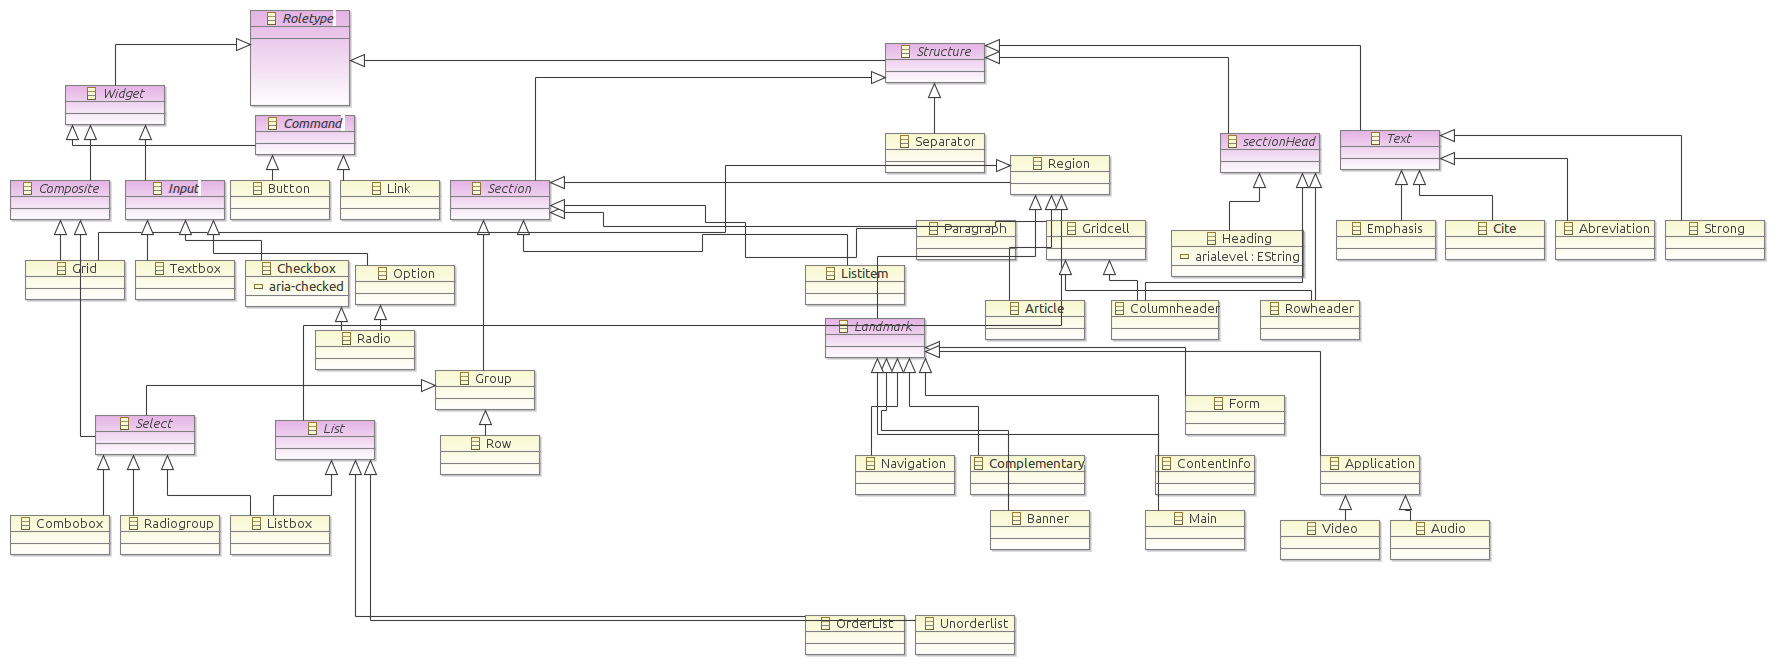 Roletype
Structure
Widget
Command
Separator
sectionHead
Text
Region
Composite
Input
Button
Link
Section
Paragraph
Gridcell
Heading
arialevel : EString
Emphasis
Cite
Abreviation
Strong
Grid
Textbox
Checkbox
aria-checked
Option
Listitem
Article
Columnheader
Rowheader
Radio
Landmark
Group
Form
Select
List
Row
Navigation
Complementary
ContentInfo
Application
Combobox
Radiogroup
Listbox
Banner
Main
Video
Audio
OrderList
Unorderlist